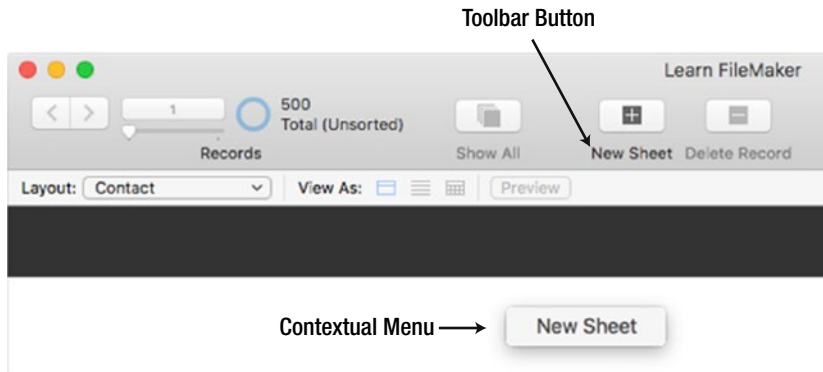 Toolbar Button
Learn FileMaker
1
500
Total (Unsorted)
Records
Show All
New Sheet
Delete Record
Layout: Contact
View As:
Preview
Contextual Menu
New Sheet